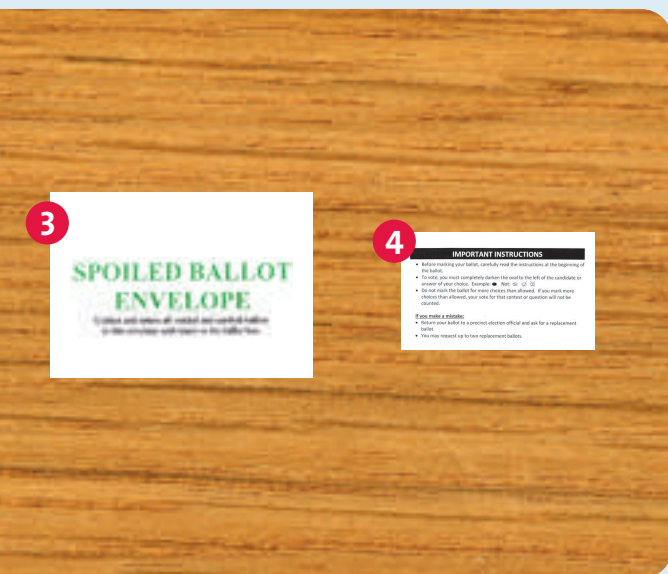 3
SPOILED BALLOT
ENVELOPE
4
IMPORTANT INSTRUCTIONS
• Before marking your ballot, carefully read the instructions at the beginning of
the ballot.
• To vote, you must completely darken the oval to the left of the candidate or
answer of your choice. Example: Not:
• Do not mark the ballot for more choices than allowed. If you mark more
choices than allowed, your vote for that contest or question will not be
counted.
If you make a mistake:
• Return your ballot to a precinct election official and ask for a replacement
ballot.
• You may request up to two replacement ballots.